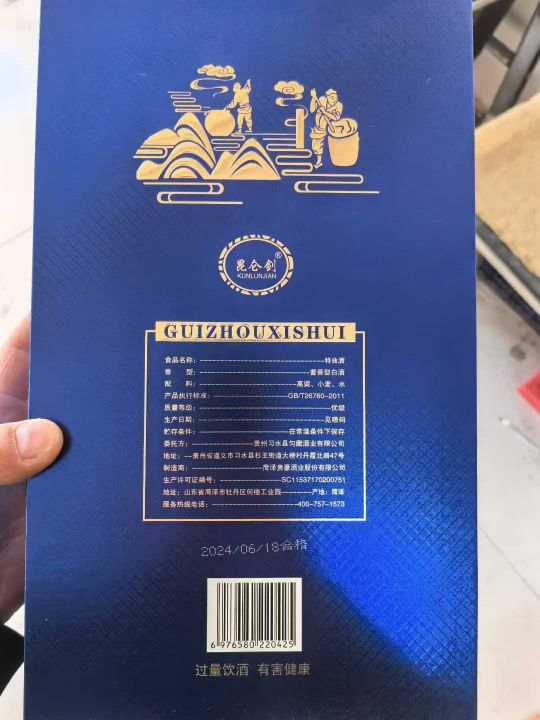 昆仑剑®
KUNLUNJIAN
GUIZHOUXISHUI
食品名称：特曲酒
香 型：酱香型白酒
配 料：高粱、小麦、水
产品执行标准：GB/T26760-2011
质量等级：优级
生产日期：见喷码
贮存条件：在常温条件下保存
委托方：贵州习水县匀藏酒业有限公司
地址：贵州省遵义市习水县杉王街道大榜村丹霞北路47号
制造商：菏泽贵豪酒业股份有限公司
生产许可证编号：SC11537170200751
地址：山东省菏泽市牡丹区何楼工业园 产地：菏泽
服务热线电话：400-757-1573
2024/06/18合格
6 976580 220425
过量饮酒 有害健康